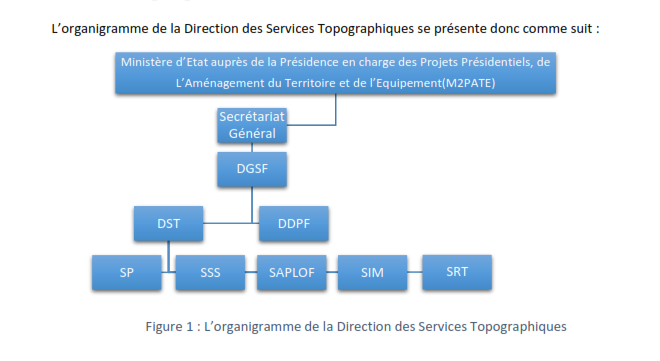 L’organigramme de la Direction des Services Topographiques se présente donc comme suit :
Ministère d’Etat auprès de la Présidence en charge des Projets Présidentiels, de
L’Aménagement du Territoire et de l’Equipement(M2PATE)
Secrétariat
Général
DGSF
DST
DDPF
SP
SSS
SAPLOF
SIM
SRT
Figure 1 : L’organigramme de la Direction des Services Topographiques